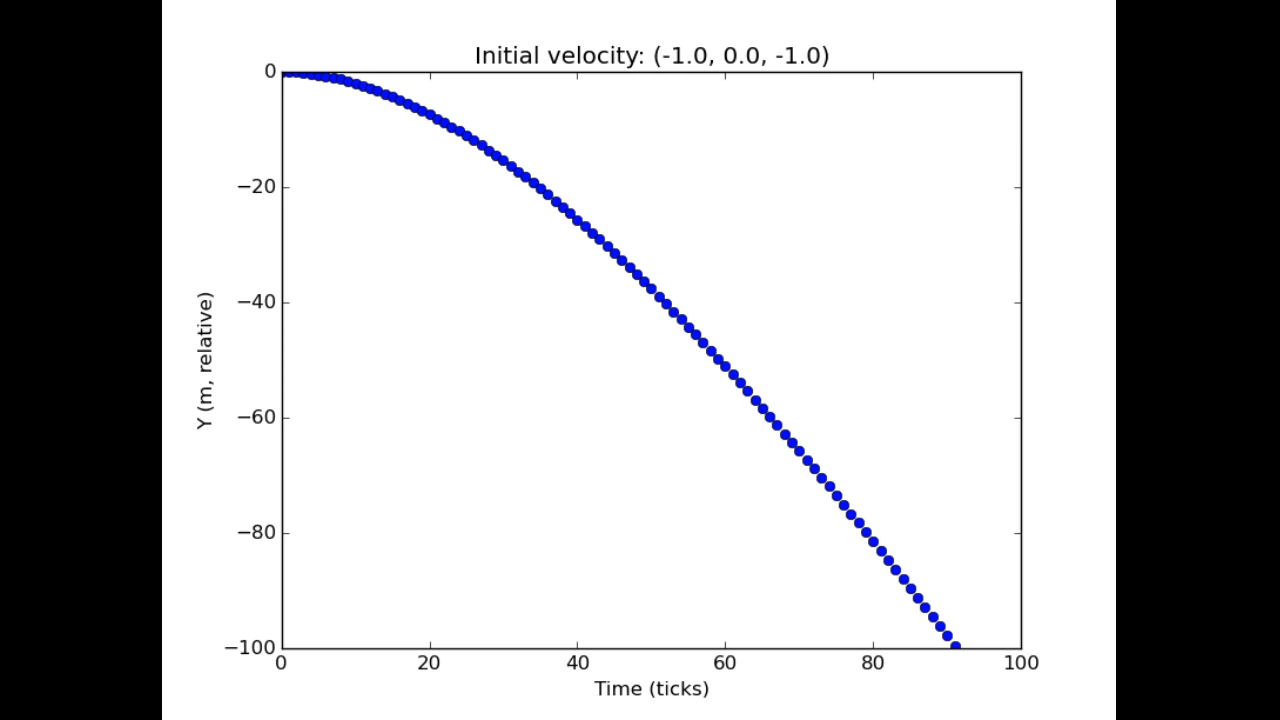 Initial velocity: (-1.0, 0.0, -1.0)
0
−20
−40
−60
−80
−100
Y (m, relative)
0 20 40 60 80 100
Time (ticks)